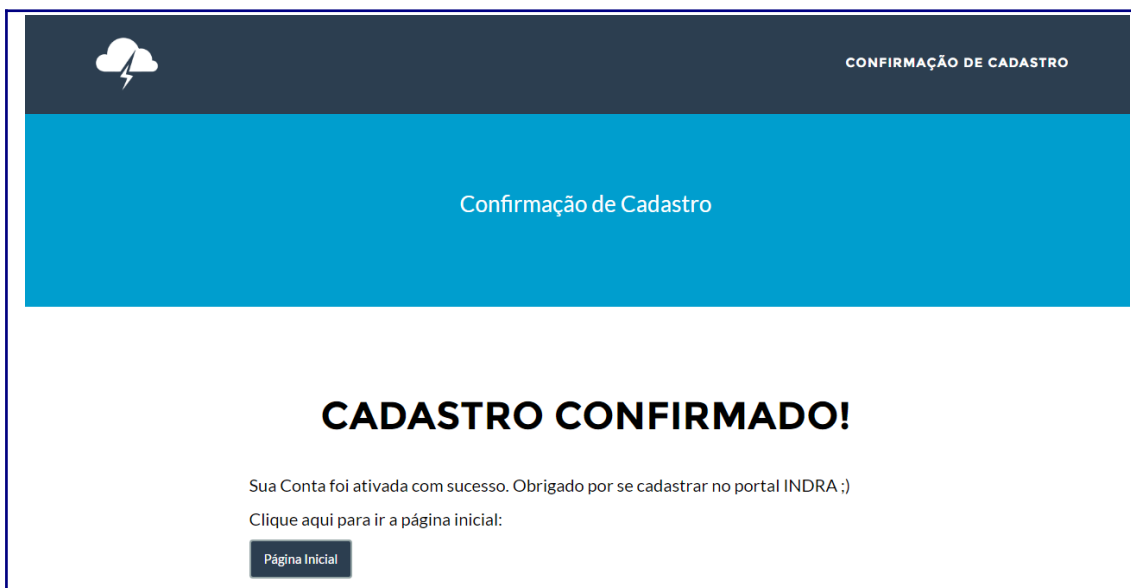 CONFIRMAÇÃO DE CADASTRO
Confirmação de Cadastro
CADASTRO CONFIRMADO!
Sua Conta foi ativada com sucesso. Obrigado por se cadastrar no portal INDRA ;)
Clique aqui para ir a página inicial:
Página Inicial